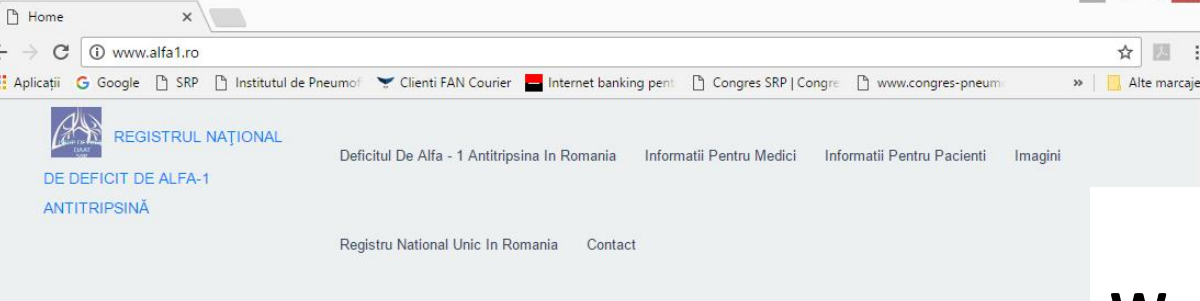 Home
www.alfa1.ro
Aplicații Google SRP Institutul de Pneumof Clienti FAN Courier Internet banking pent Congres SRP | Congre www.congres-pneum » Alte marcaje
REGISTRUL NAŢIONAL
DE DEFICIT DE ALFA-1
ANTITRIPSINĂ
Deficitul De Alfa - 1 Antitripsina In Romania Informatii Pentru Medici Informatii Pentru Pacienti Imagini
Registru National Unic In Romania Contact